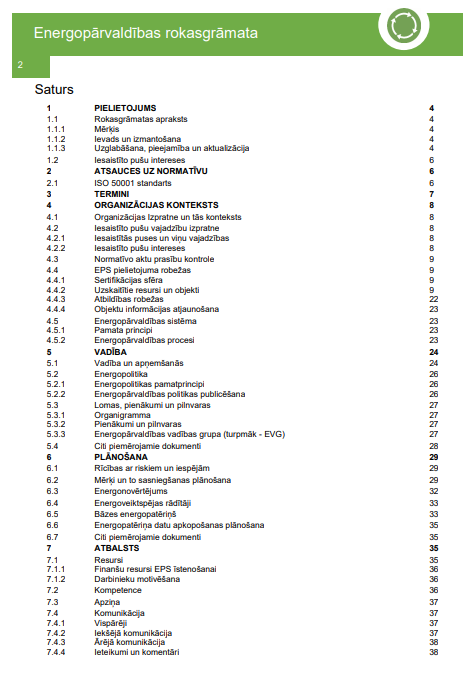 Energopārvaldības rokasgrāmata
2
Saturs
1 PIELIETOJUMS 4
1.1 Rokasgrāmatas apraksts 4
1.1.1 Mērķis 4
1.1.2 Ievads un izmantošana 4
1.1.3 Uzglabāšana, pieejamība un aktualizācija 4
1.2 Iesaistīto pušu intereses 6
2 ATSAUCES UZ NORMATĪVU 6
2.1 ISO 50001 standarts 6
3 TERMINI 7
4 ORGANIZĀCIJAS KONTEKSTS 8
4.1 Organizācijas Izpratne un tās konteksts 8
4.2 Iesaistīto pušu vajadzību izpratne 8
4.2.1 Iesaistītās puses un viņu vajadzības 8
4.2.2 Iesaistīto pušu intereses 8
4.3 Normatīvo aktu prasību kontrole 9
4.4 EPS pielietojuma robežas 9
4.4.1 Sertifikācijas sfēra 9
4.4.2 Uzskaitītie resursi un objekti 9
4.4.3 Atbildības robežas 22
4.4.4 Objektu informācijas atjaunošana 23
4.5 Energopārvaldības sistēma 23
4.5.1 Pamata principi 23
4.5.2 Energopārvaldības procesi 23
5 VADĪBA 24
5.1 Vadība un apņemšanās 24
5.2 Energopolitika 26
5.2.1 Energopolitikas pamatprincipi 26
5.2.2 Energopārvaldības politikas publicēšana 26
5.3 Lomas, pienākumi un pilnvaras 27
5.3.1 Organigramma 27
5.3.2 Pienākumi un pilnvaras 27
5.3.3 Energopārvaldības vadības grupa (turpmāk - EVG) 27
5.4 Citi piemērojamie dokumenti 28
6 PLĀNOŠANA 29
6.1 Rīcības ar riskiem un iespējām 29
6.2 Mērķi un to sasniegšanas plānošana 29
6.3 Energonovērtējums 32
6.4 Energoveiktspējas rādītāji 33
6.5 Bāzes energopatēriņš 33
6.6 Energopatēriņa datu apkopošanas plānošana 35
6.7 Citi piemērojamie dokumenti 35
7 ATBALSTS 35
7.1 Resursi 35
7.1.1 Finanšu resursi EPS īstenošanai 36
7.1.2 Darbinieku motivēšana 36
7.2 Kompetence 36
7.3 Apziņa 37
7.4 Komunikācija 37
7.4.1 Vispārēji 37
7.4.2 Iekšējā komunikācija 37
7.4.3 Ārējā komunikācija 38
7.4.4 Ieteikumi un komentāri 38